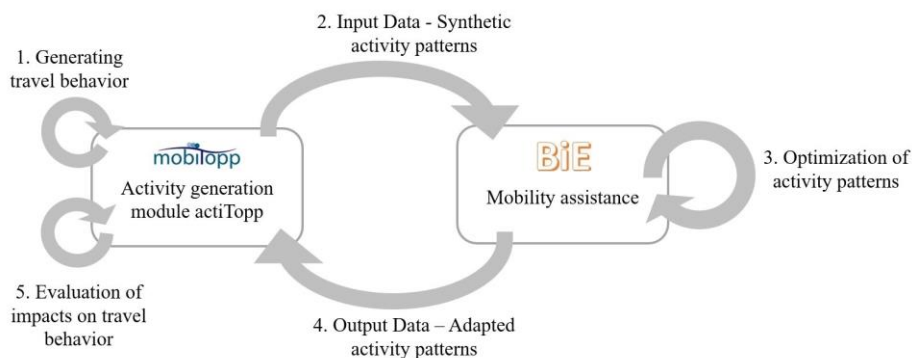 2. Input Data - Synthetic
activity patterns
1. Generating
travel behavior
mobiTopp
Activity generation
module actiTopp
BiE
Mobility assistance
3. Optimization of
activity patterns
5. Evaluation of
impacts on travel
behavior
4. Output Data – Adapted
activity patterns